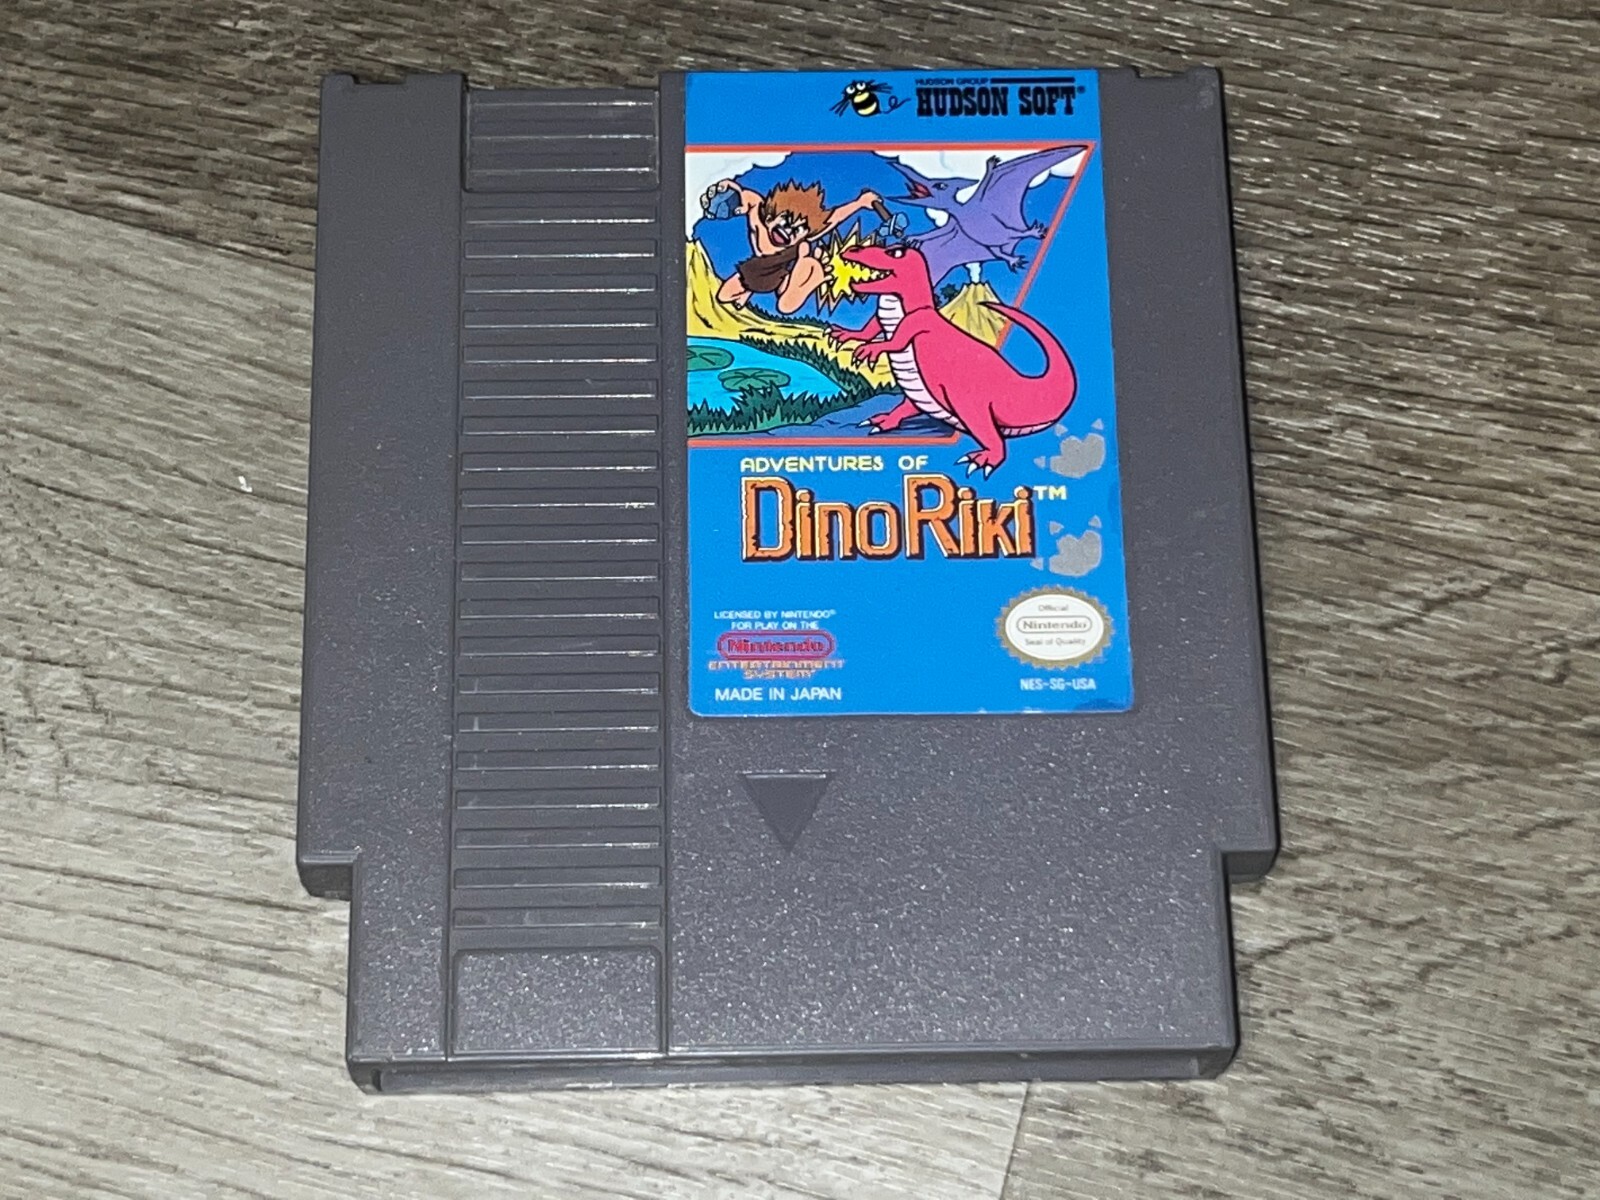 HUDSON GROUP
HUDSON SOFT®
ADVENTURES OF
DinoRiki™
LICENSED BY NINTENDO®
FOR PLAY ON THE
Nintendo
ENTERTAINMENT
SYSTEM®
MADE IN JAPAN
Official
Nintendo
Seal of Quality
NES-SG-USA